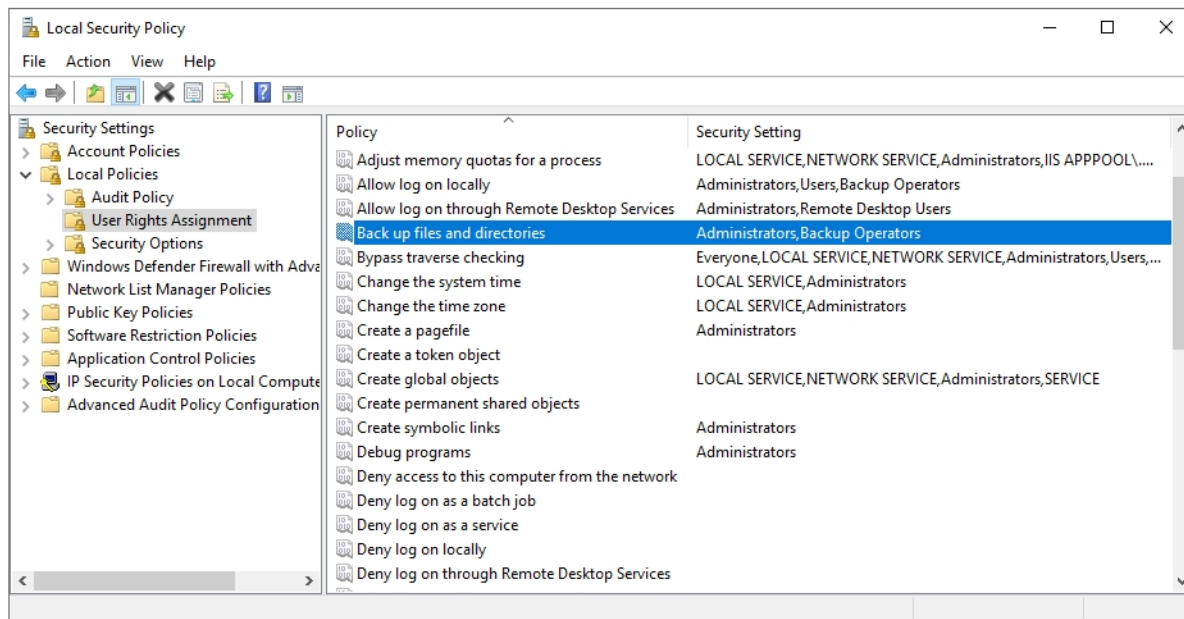 Local Security Policy
File Action View Help
Security Settings
Account Policies
Local Policies
Audit Policy
User Rights Assignment
Security Options
Windows Defender Firewall with Adva
Network List Manager Policies
Public Key Policies
Software Restriction Policies
Application Control Policies
IP Security Policies on Local Compute
Advanced Audit Policy Configuration
Policy Security Setting
Adjust memory quotas for a process LOCAL SERVICE,NETWORK SERVICE,Administrators,IIS APPPOOL\....
Allow log on locally Administrators,Users,Backup Operators
Allow log on through Remote Desktop Services Administrators,Remote Desktop Users
Back up files and directories Administrators,Backup Operators
Bypass traverse checking Everyone,LOCAL SERVICE,NETWORK SERVICE,Administrators,Users,...
Change the system time LOCAL SERVICE,Administrators
Change the time zone LOCAL SERVICE,Administrators
Create a pagefile Administrators
Create a token object
Create global objects LOCAL SERVICE,NETWORK SERVICE,Administrators,SERVICE
Create permanent shared objects
Create symbolic links Administrators
Debug programs Administrators
Deny access to this computer from the network
Deny log on as a batch job
Deny log on as a service
Deny log on locally
Deny log on through Remote Desktop Services